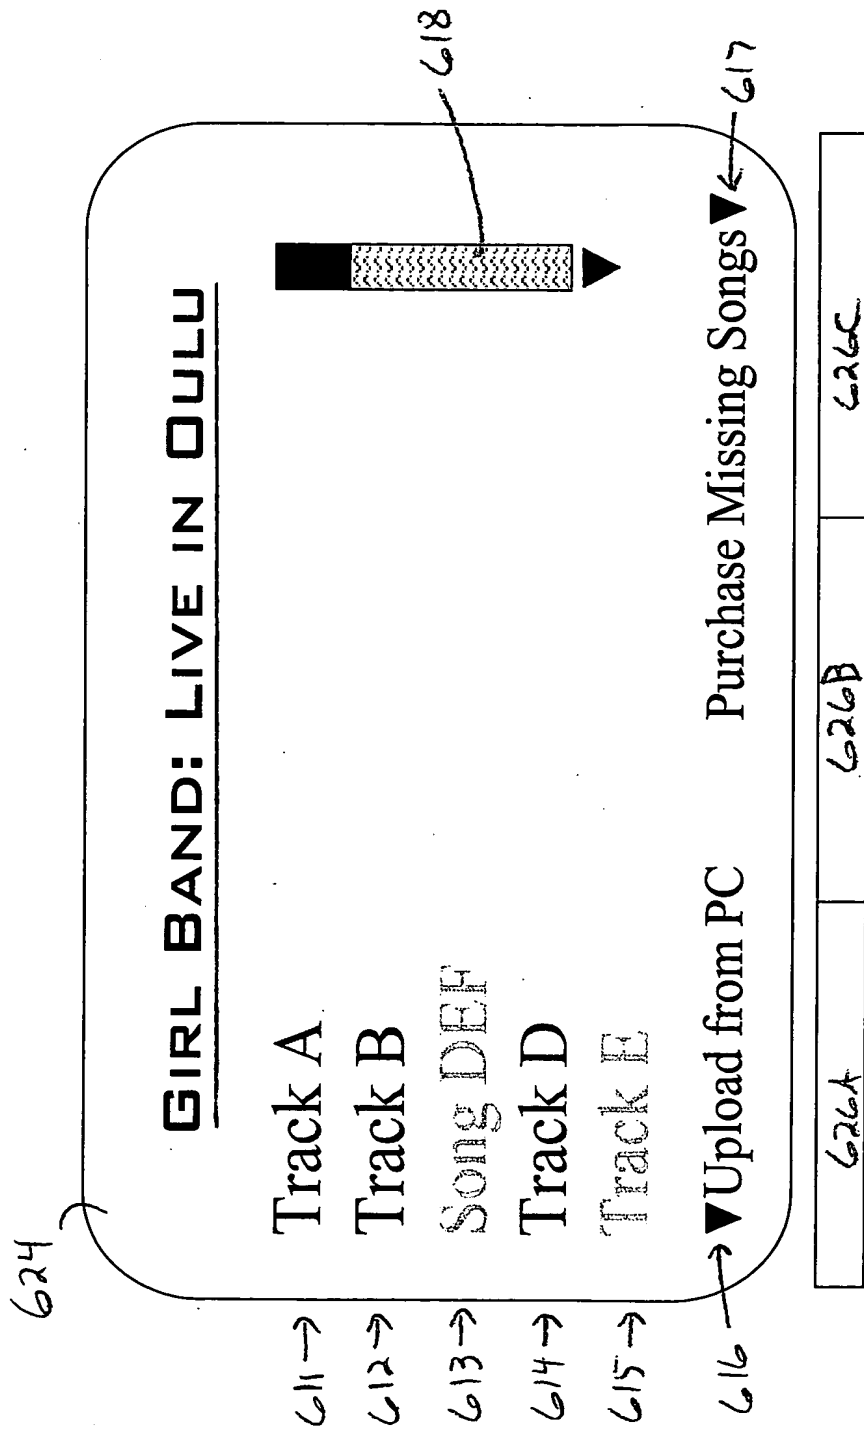 624
GIRL BAND: LIVE IN OULU
611→ Track A
612→ Track B
613→ Song DEF
614→ Track D
615→ Track E
618
616→ ▼Upload from PC Purchase Missing Songs▼ ←617
626A 626B 626C